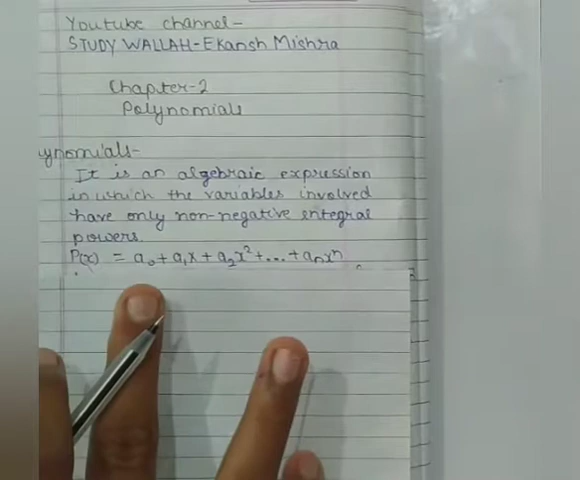 Youtube channel-
STUDY WALLAH-Ekansh Mishra
Chapter-2
Polynomials
ynomials-
It is an algebraic expression
in which the variables involved
have only non-negative integral
powers.
P(x) = a₀ + a₁x + a₂x² + ... + aₙxⁿ